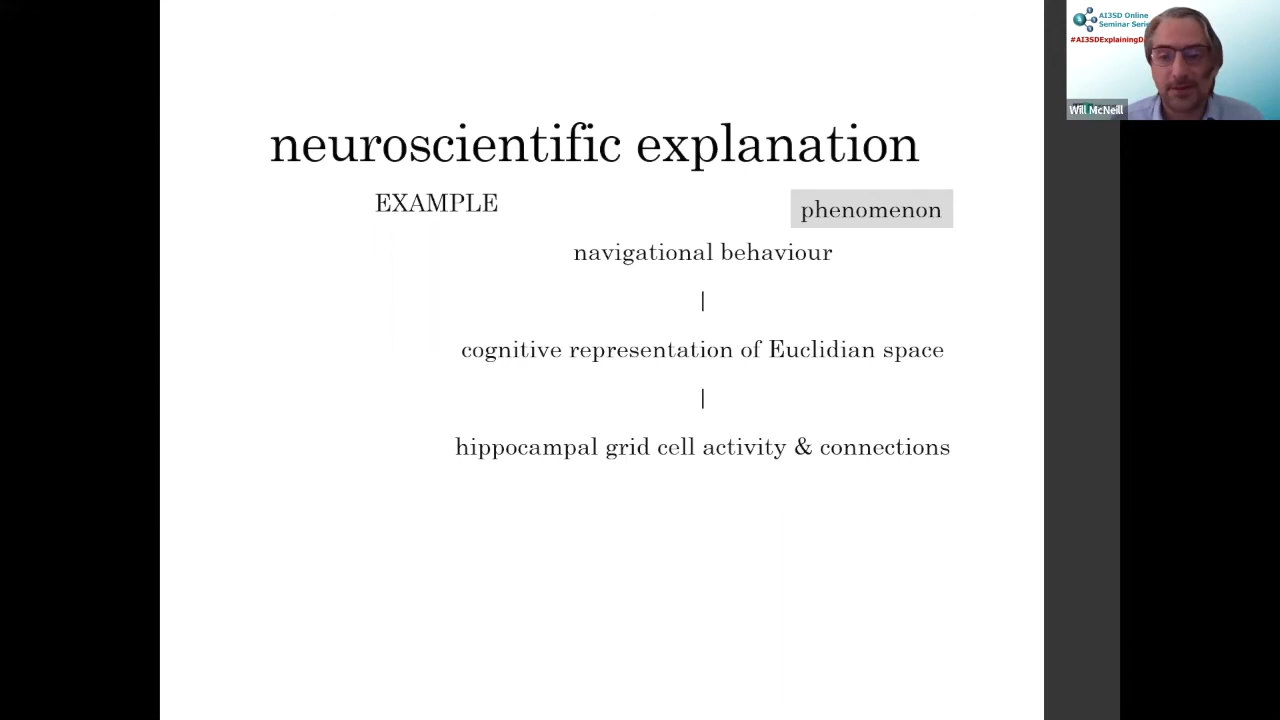 neuroscientific explanation
EXAMPLE
phenomenon
navigational behaviour
|
cognitive representation of Euclidian space
|
hippocampal grid cell activity & connections
AI3SD Online
Seminar
#AI3SDExplaining
Will McNeill